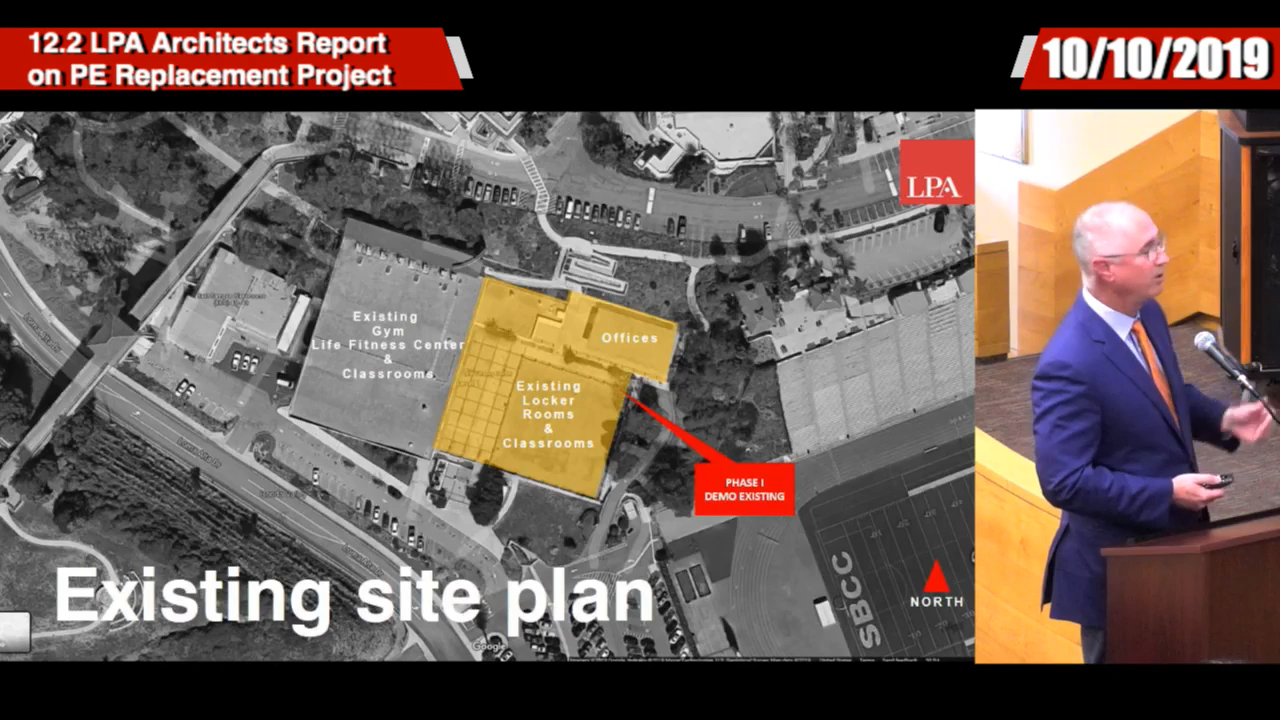 12.2 LPA Architects Report
on PE Replacement Project
10/10/2019
LPA
Existing
Gym
Life Fitness Center
&
Classrooms
Offices
Existing
Locker
Rooms
&
Classrooms
PHASE I
DEMO EXISTING
SBCC
NORTH
Existing site plan
Google